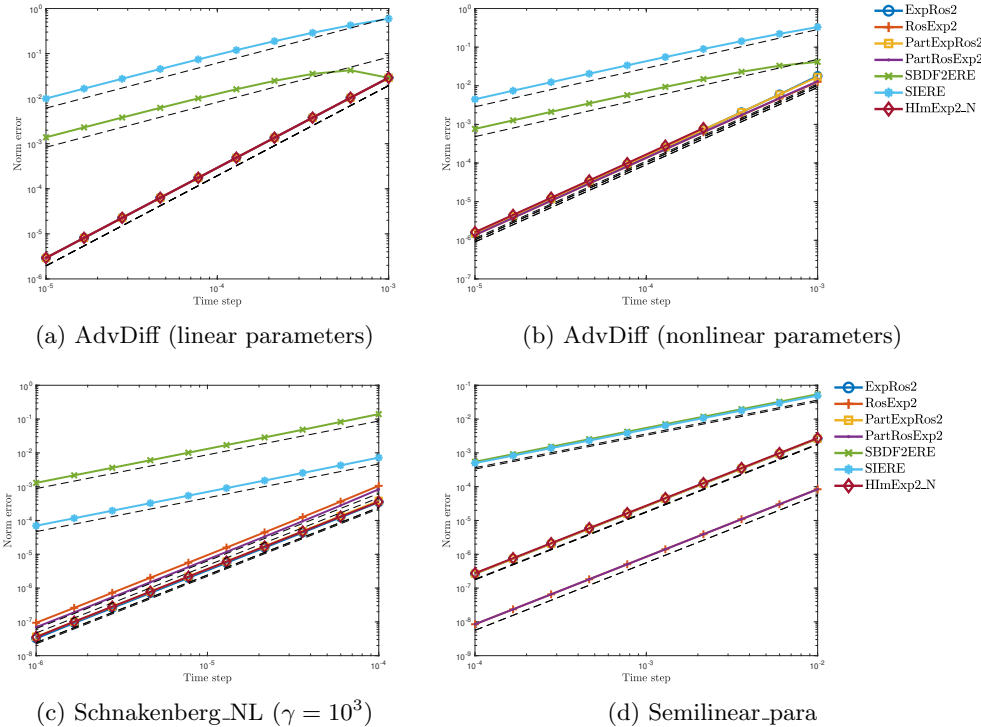 10^0
10^-1
10^-2
10^-3
10^-4
10^-5
10^-6
Norm error
10^-5
10^-4
10^-3
Time step
(a) AdvDiff (linear parameters)
10^0
10^-1
10^-2
10^-3
10^-4
10^-5
10^-6
10^-7
Norm error
10^-5
10^-4
10^-3
Time step
(b) AdvDiff (nonlinear parameters)
ExpRos2
RosExp2
PartExpRos2
PartRosExp2
SBDF2ERE
SIERE
HImExp2_N
10^0
10^-1
10^-2
10^-3
10^-4
10^-5
10^-6
10^-7
10^-8
Norm error
10^-6
10^-5
10^-4
Time step
(c) Schnakenberg_NL (γ = 10^3)
10^-1
10^-2
10^-3
10^-4
10^-5
10^-6
10^-7
10^-8
10^-9
Norm error
10^-4
10^-3
10^-2
Time step
(d) Semilinear_para
ExpRos2
RosExp2
PartExpRos2
PartRosExp2
SBDF2ERE
SIERE
HImExp2_N